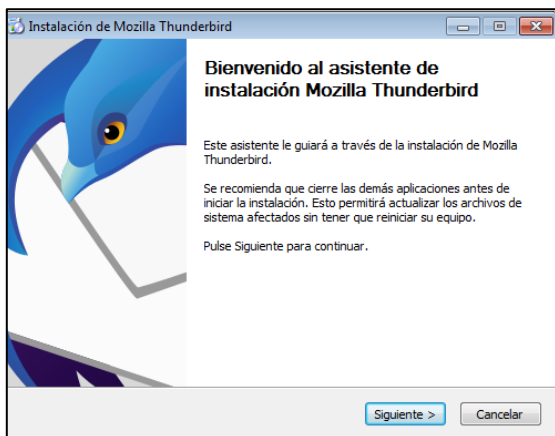 Instalación de Mozilla Thunderbird
Bienvenido al asistente de
instalación Mozilla Thunderbird
Este asistente le guiará a través de la instalación de Mozilla
Thunderbird.
Se recomienda que cierre las demás aplicaciones antes de
iniciar la instalación. Esto permitirá actualizar los archivos de
sistema afectados sin tener que reiniciar su equipo.
Pulse Siguiente para continuar.
Siguiente >
Cancelar